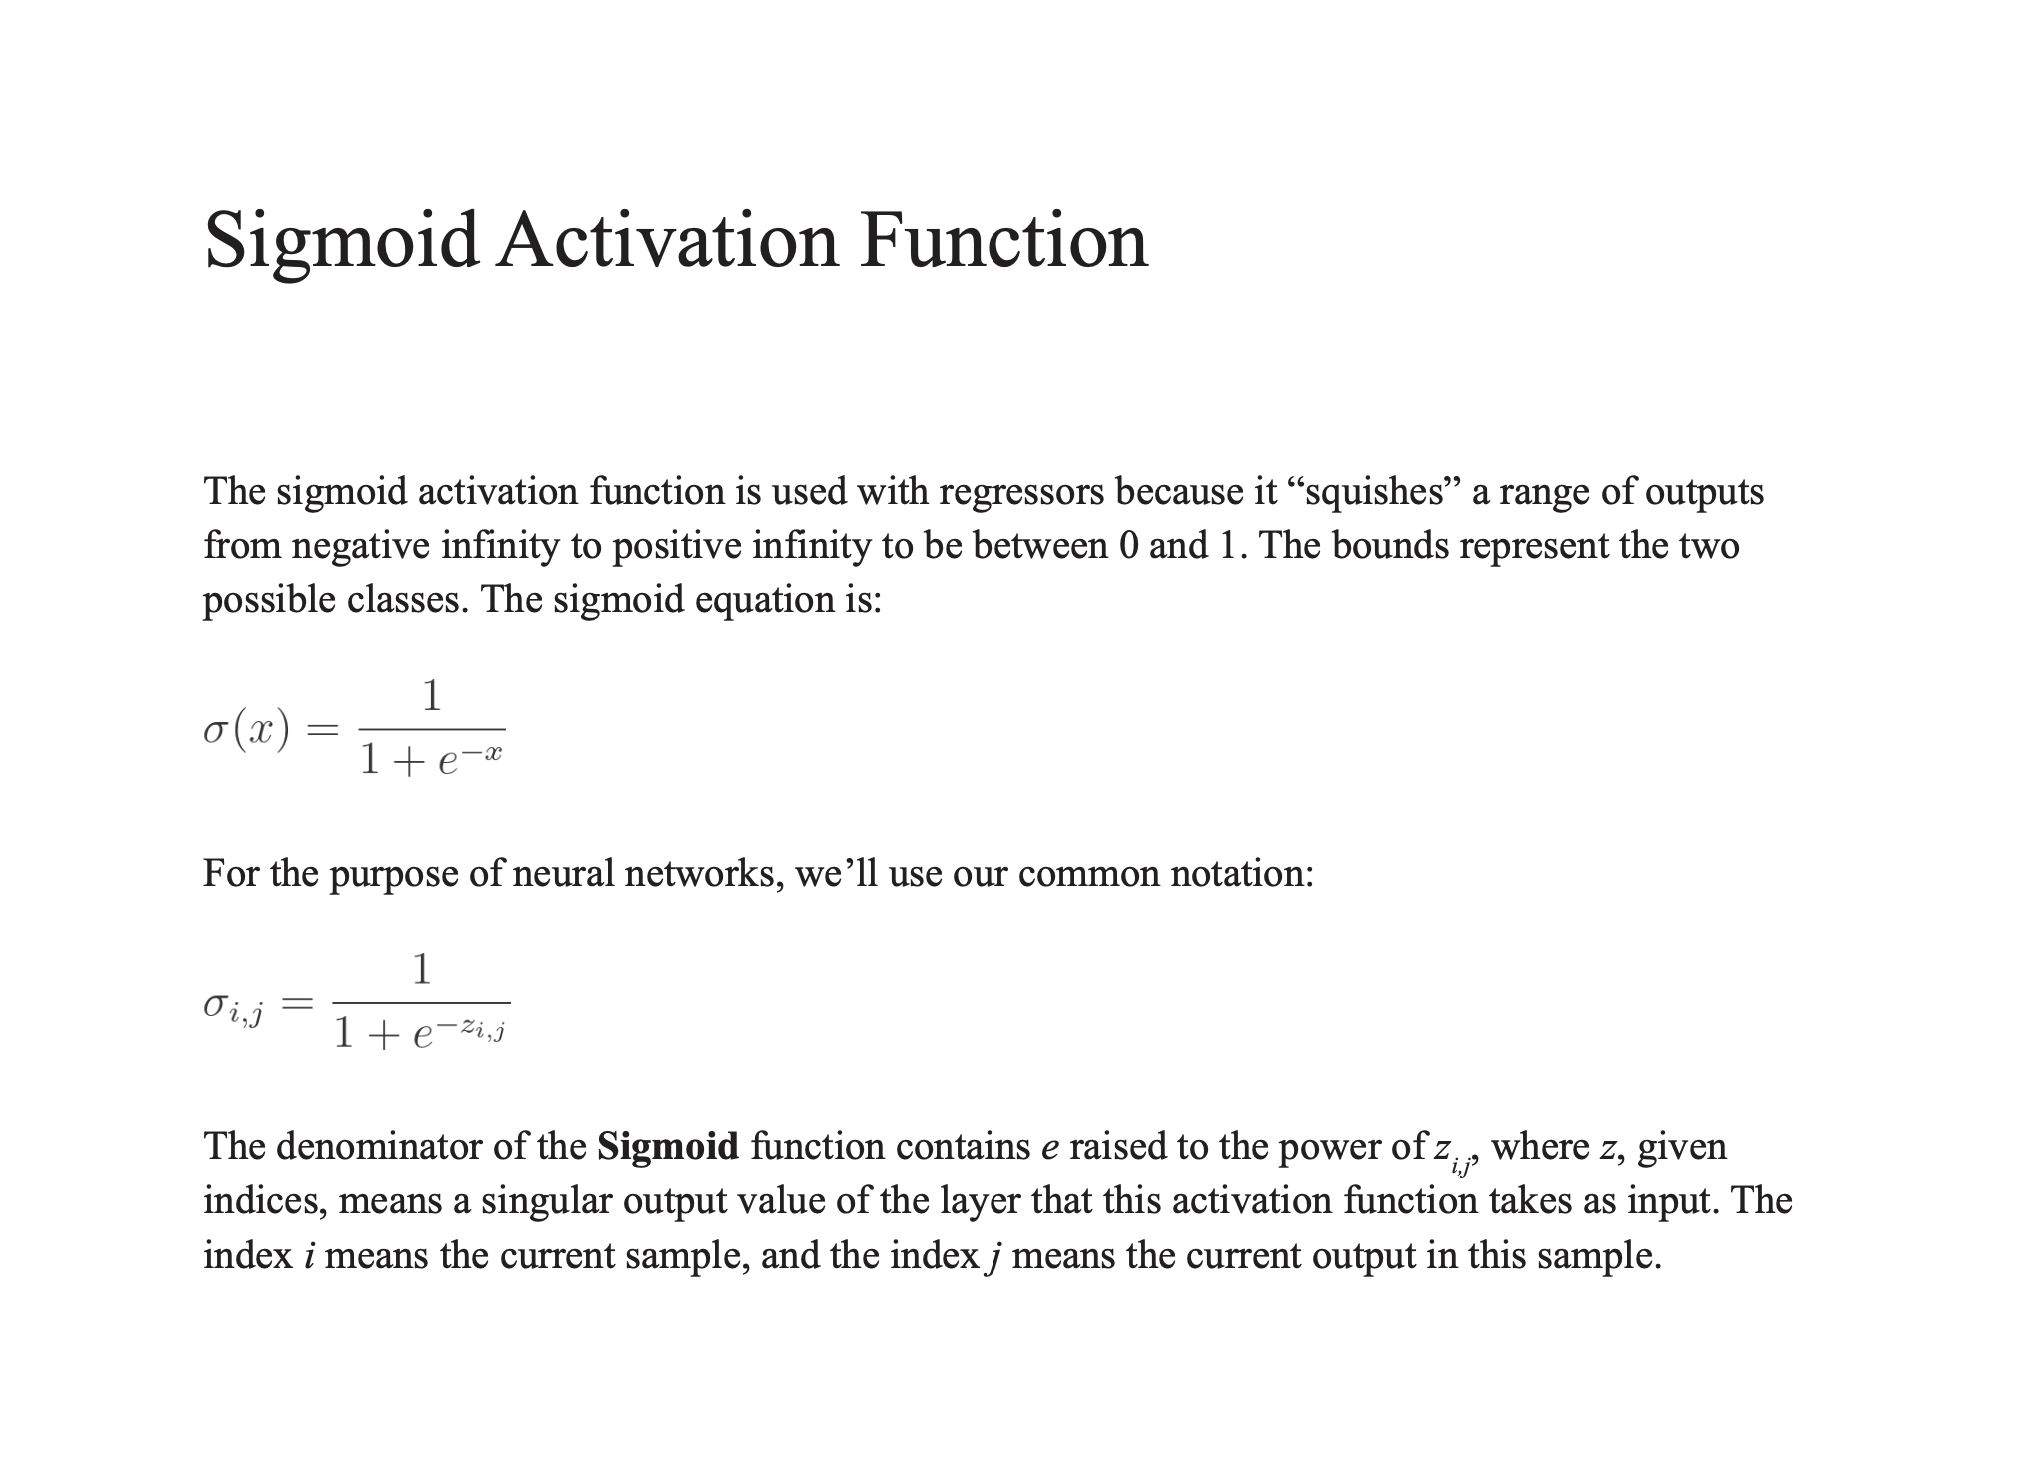 Sigmoid Activation Function
The sigmoid activation function is used with regressors because it “squishes” a range of outputs
from negative infinity to positive infinity to be between 0 and 1. The bounds represent the two
possible classes. The sigmoid equation is:
σ(x) = 1 / (1 + e^{−x})
For the purpose of neural networks, we’ll use our common notation:
σ_{i,j} = 1 / (1 + e^{−z_{i,j}})
The denominator of the Sigmoid function contains e raised to the power of z_{i,j}, where z, given
indices, means a singular output value of the layer that this activation function takes as input. The
index i means the current sample, and the index j means the current output in this sample.